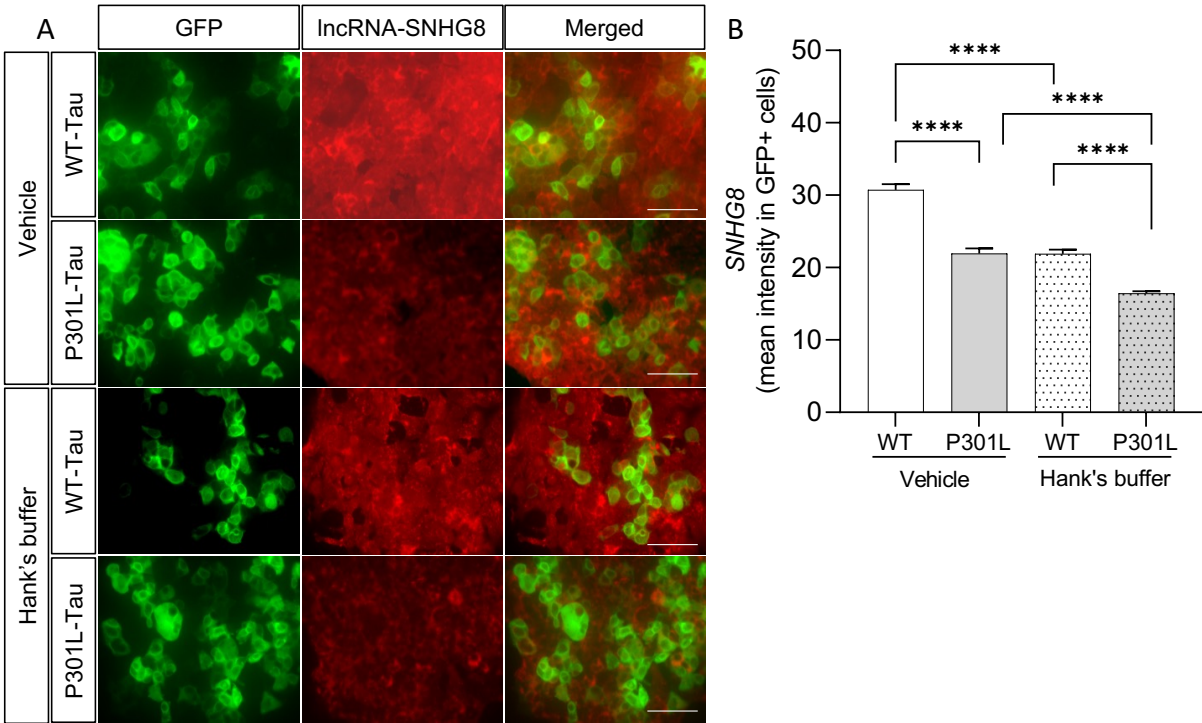 A
GFP
lncRNA-SNHG8
Merged
Vehicle
WT-Tau
P301L-Tau
Hank's buffer
WT-Tau
P301L-Tau
B
SNHG8
(mean intensity in GFP+ cells)
50
40
30
20
10
0
****
****
****
****
WT
P301L
WT
P301L
Vehicle
Hank's buffer